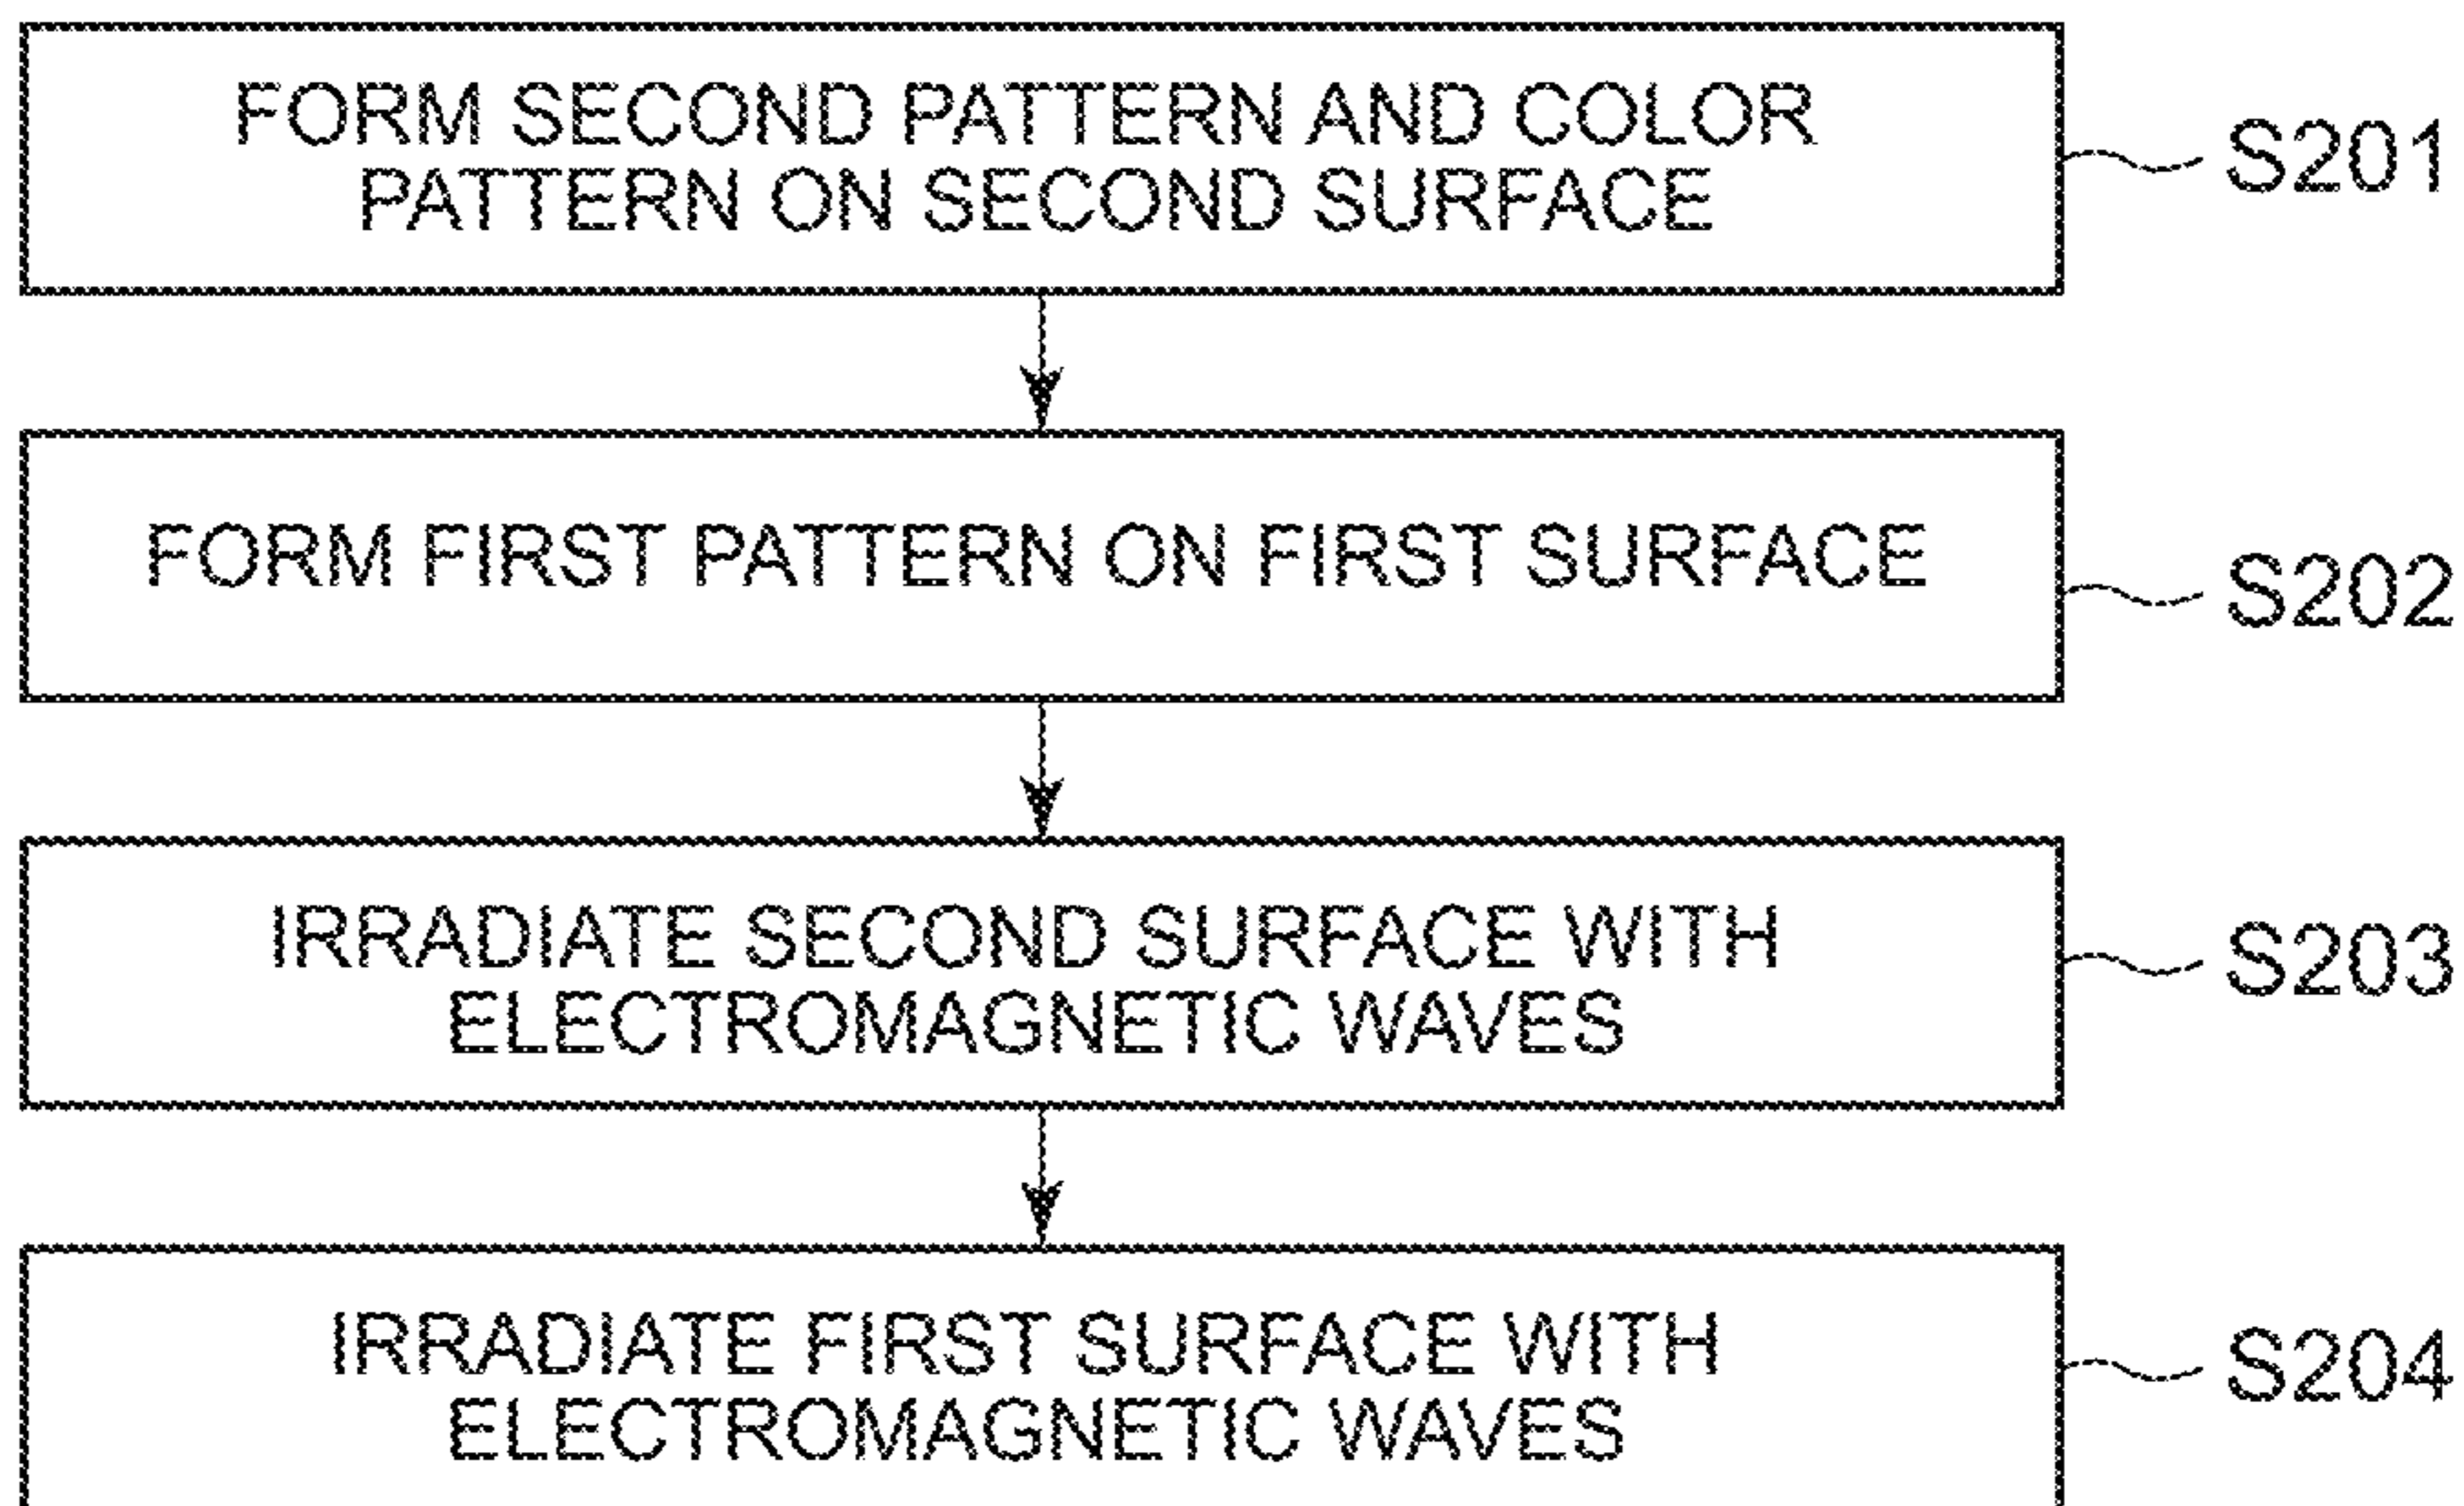 FORM SECOND PATTERN AND COLOR
PATTERN ON SECOND SURFACE
S201
FORM FIRST PATTERN ON FIRST SURFACE
S202
IRRADIATE SECOND SURFACE WITH
ELECTROMAGNETIC WAVES
S203
IRRADIATE FIRST SURFACE WITH
ELECTROMAGNETIC WAVES
S204